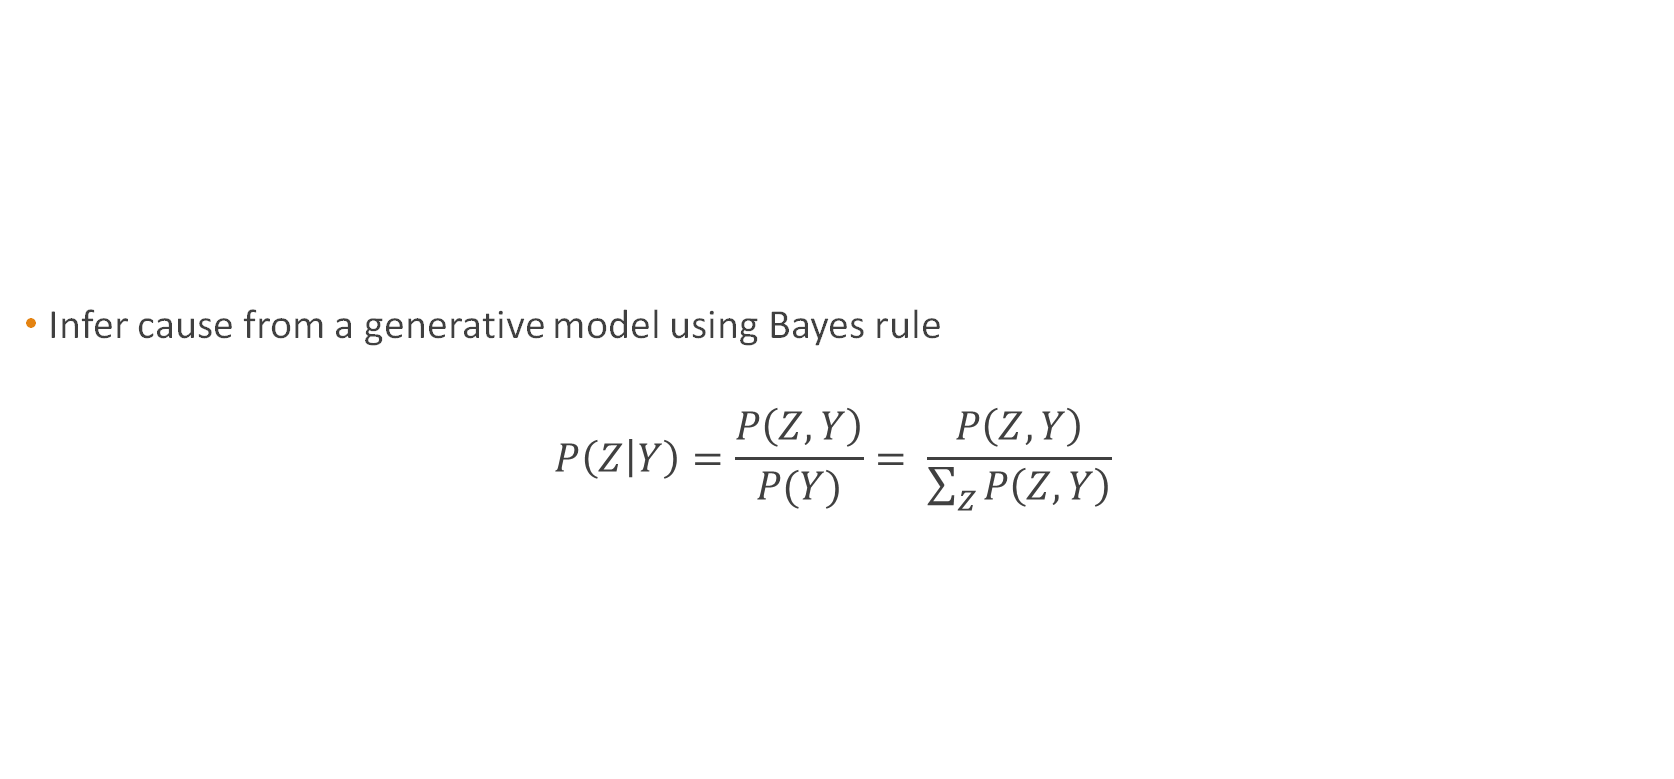 • Infer cause from a generative model using Bayes rule
P(Z|Y) = P(Z,Y) / P(Y) = P(Z,Y) / ∑_Z P(Z,Y)